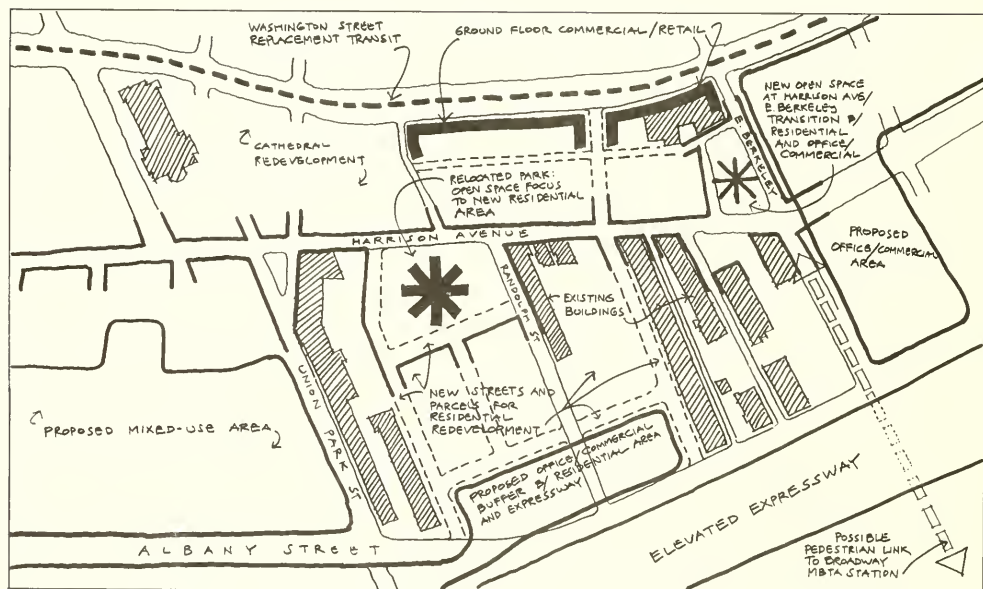 WASHINGTON STREET
REPLACEMENT TRANSIT
GROUND FLOOR COMMERCIAL/RETAIL
NEW OPEN SPACE
AT HARRISON AVE/
E. BERKELEY
TRANSITION B/
RESIDENTIAL
AND OFFICE/
COMMERCIAL
CATHEDRAL
REDEVELOPMENT
E. BERKELEY
RELOCATED PARK:
OPEN SPACE FOCUS
TO NEW RESIDENTIAL
AREA
HARRISON AVENUE
PROPOSED
OFFICE/COMMERCIAL
AREA
RANDOLPH ST
EXISTING
BUILDINGS
UNION PARK ST
NEW STREETS AND
PARCELS FOR
RESIDENTIAL
REDEVELOPMENT
PROPOSED MIXED-USE AREA
PROPOSED OFFICE/COMMERCIAL
BUFFER B/ RESIDENTIAL AREA
AND EXPRESSWAY
ELEVATED EXPRESSWAY
ALBANY STREET
POSSIBLE
PEDESTRIAN LINK
TO BROADWAY
MBTA STATION